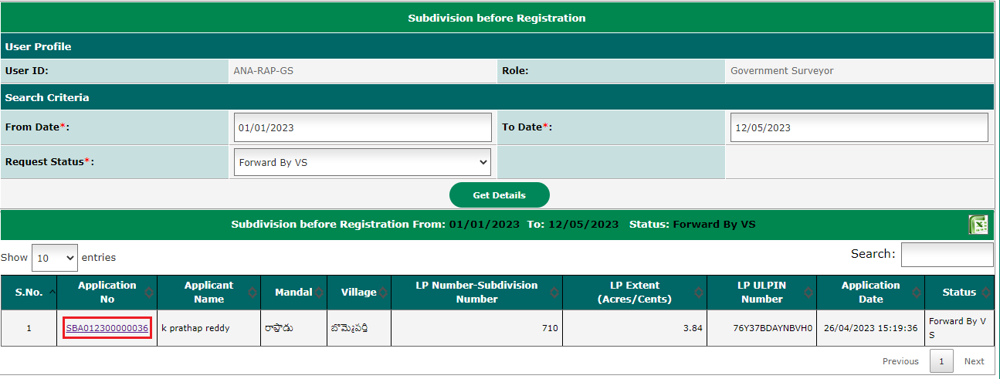 Subdivision before Registration
User Profile
User ID: ANA-RAP-GS Role: Government Surveyor
Search Criteria
From Date*: 01/01/2023 To Date*: 12/05/2023
Request Status*: Forward By VS
Get Details
Subdivision before Registration From: 01/01/2023 To: 12/05/2023 Status: Forward By VS
Show 10 entries Search:
S.No. Application No Applicant Name Mandal Village LP Number-Subdivision Number LP Extent (Acres/Cents) LP ULPIN Number Application Date Status
1 SBA012300000036 k prathap reddy రాప్తాడు బొమ్మేపర్తి 710 3.84 76Y37BDAYNBVH0 26/04/2023 15:19:36 Forward By V
S
Previous 1 Next